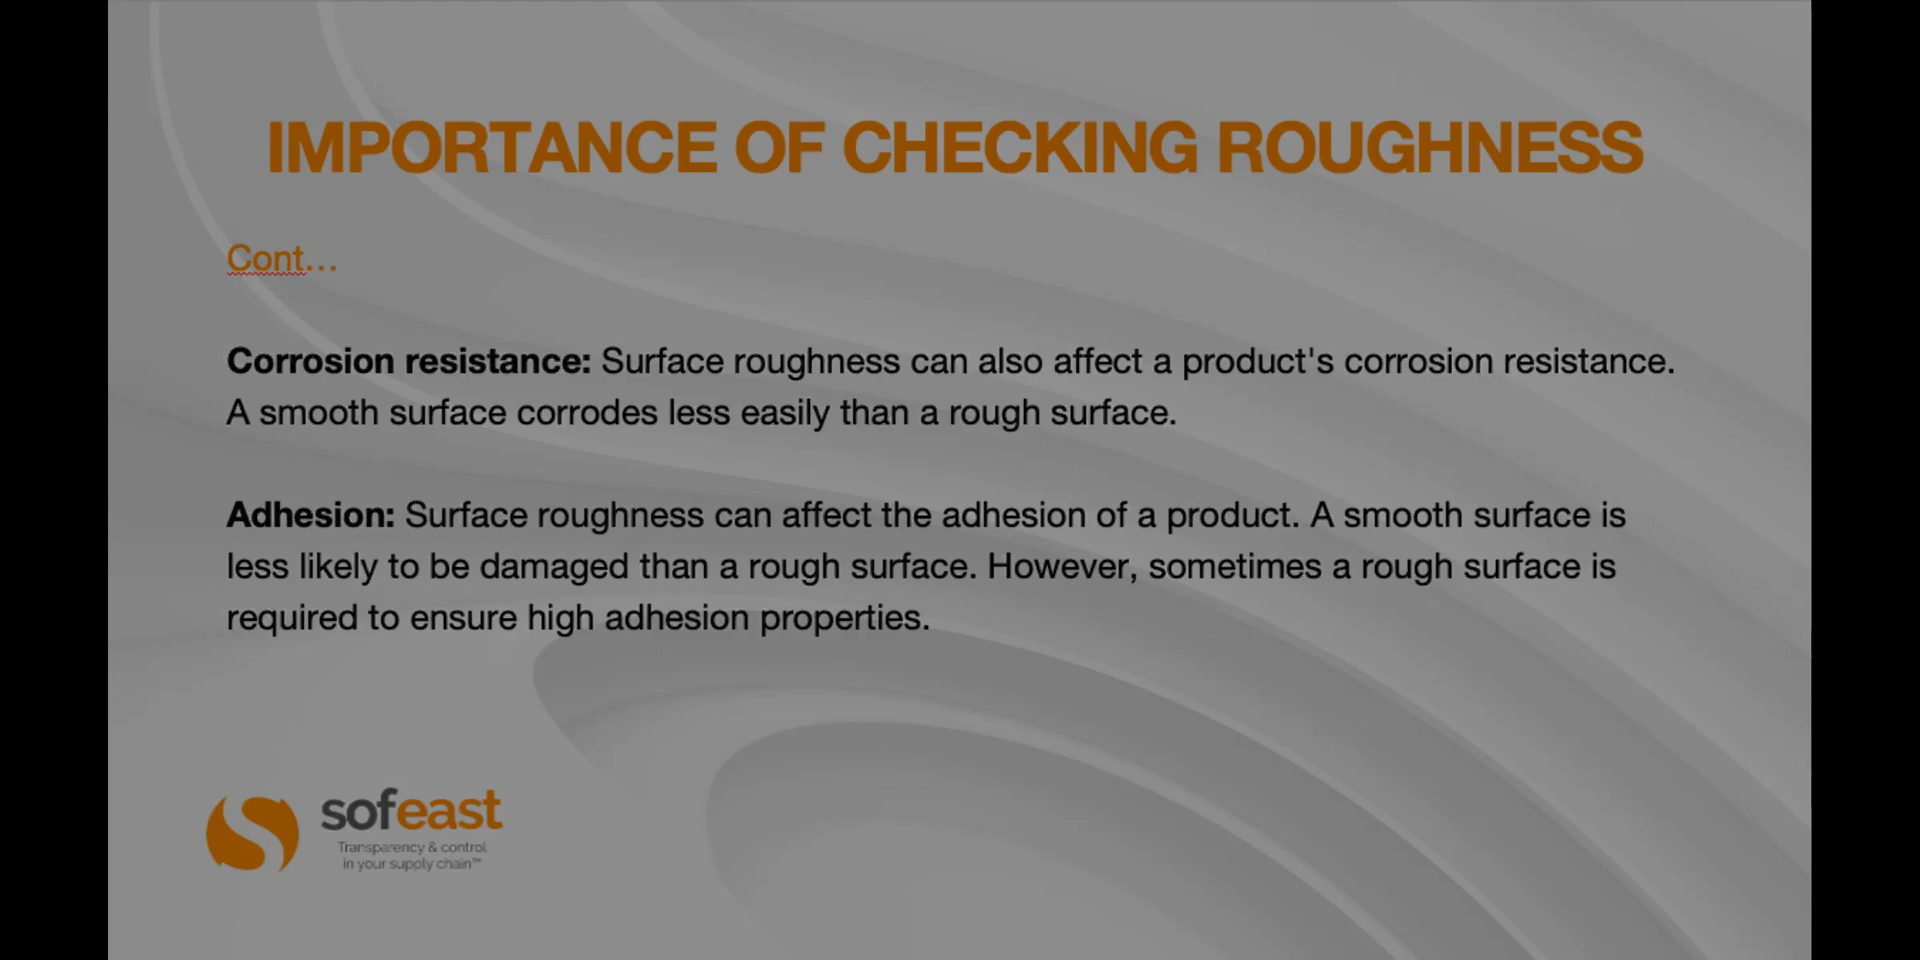 IMPORTANCE OF CHECKING ROUGHNESS
Cont...
Corrosion resistance: Surface roughness can also affect a product's corrosion resistance.
A smooth surface corrodes less easily than a rough surface.
Adhesion: Surface roughness can affect the adhesion of a product. A smooth surface is
less likely to be damaged than a rough surface. However, sometimes a rough surface is
required to ensure high adhesion properties.
sofeast
Transparency & control
in your supply chain™